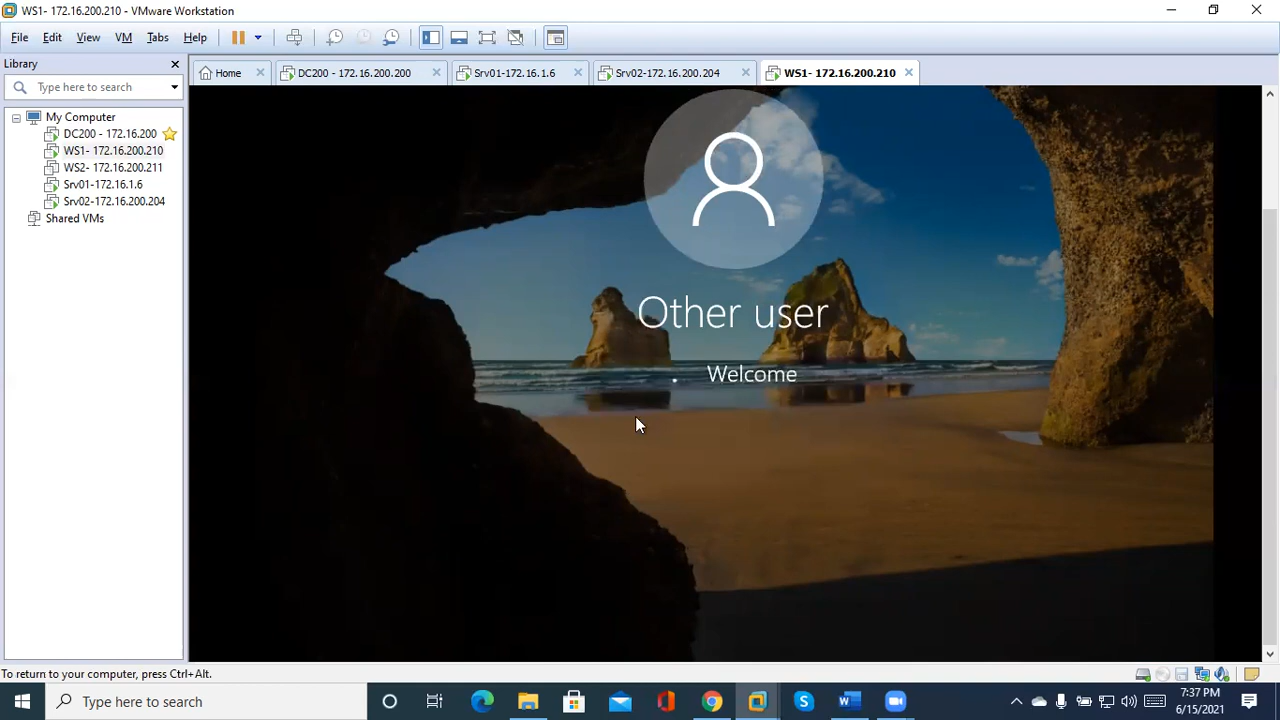 WS1- 172.16.200.210 - VMware Workstation
File Edit View VM Tabs Help
Library
Type here to search
Home
DC200 - 172.16.200.200
Srv01-172.16.1.6
Srv02-172.16.200.204
WS1- 172.16.200.210
My Computer
DC200 - 172.16.200
WS1- 172.16.200.210
WS2- 172.16.200.211
Srv01-172.16.1.6
Srv02-172.16.200.204
Shared VMs
Other user
Welcome
To return to your computer, press Ctrl+Alt.
Type here to search
7:37 PM
6/15/2021